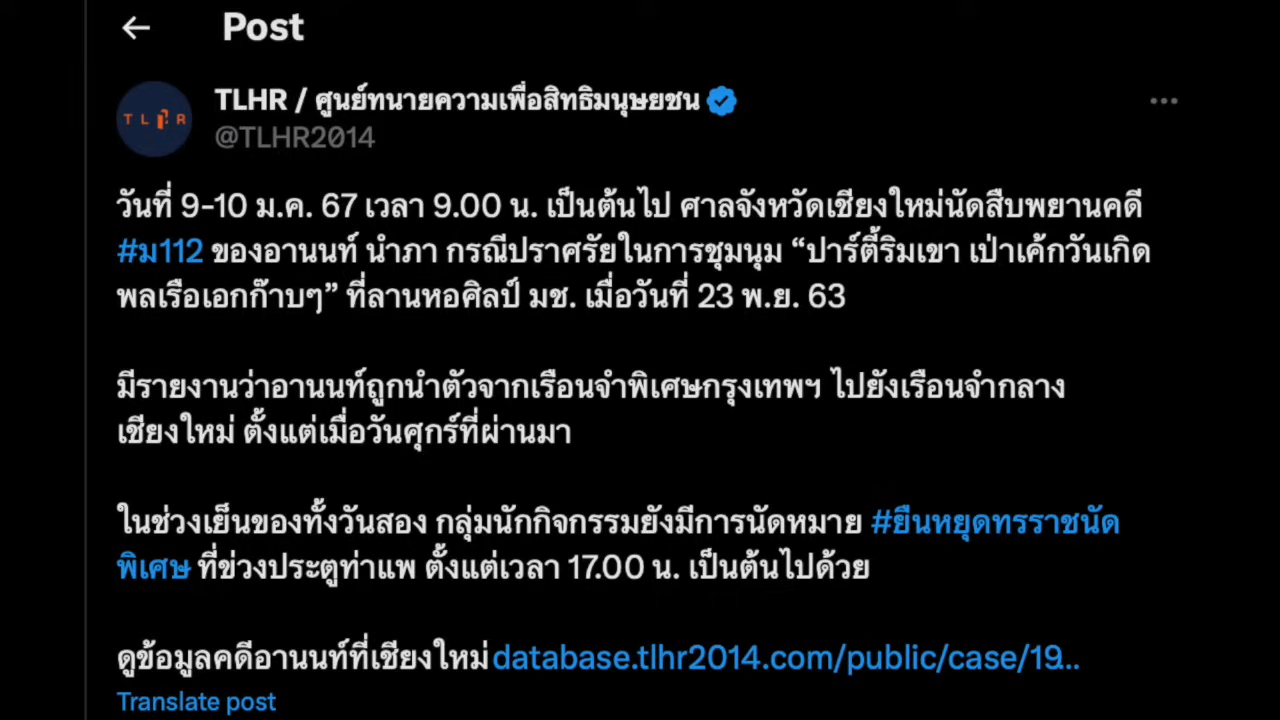 ← Post
TLHR
TLHR / ศูนย์ทนายความเพื่อสิทธิมนุษยชน
@TLHR2014
วันที่ 9-10 ม.ค. 67 เวลา 9.00 น. เป็นต้นไป ศาลจังหวัดเชียงใหม่นัดสืบพยานคดี
#ม112 ของอานนท์ นำภา กรณีปราศรัยในการชุมนุม “ปาร์ตี้ริมเขา เป่าเค้กวันเกิด
พลเรือเอกก๊าบๆ” ที่ลานหอศิลป์ มช. เมื่อวันที่ 23 พ.ย. 63
มีรายงานว่าอานนท์ถูกนำตัวจากเรือนจำพิเศษกรุงเทพฯ ไปยังเรือนจำกลาง
เชียงใหม่ ตั้งแต่เมื่อวันศุกร์ที่ผ่านมา
ในช่วงเย็นของทั้งวันสอง กลุ่มนักกิจกรรมยังมีการนัดหมาย #ยืนหยุดทรราชนัด
พิเศษ ที่ข่วงประตูท่าแพ ตั้งแต่เวลา 17.00 น. เป็นต้นไปด้วย
ดูข้อมูลคดีอานนท์ที่เชียงใหม่ database.tlhr2014.com/public/case/19...
Translate post